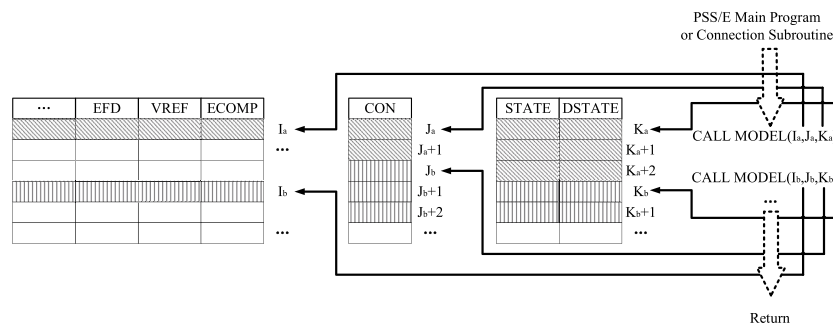 PSS/E Main Program
or Connection Subroutine
... EFD VREF ECOMP
CON
STATE DSTATE
Ia
Ja
Ka
...
Ja+1
Ka+1
CALL MODEL(Ia,Ja,Ka
Jb
Ka+2
Ib
Jb+1
Kb
CALL MODEL(Ib,Jb,Kb
Jb+2
Kb+1
...
...
...
...
Return